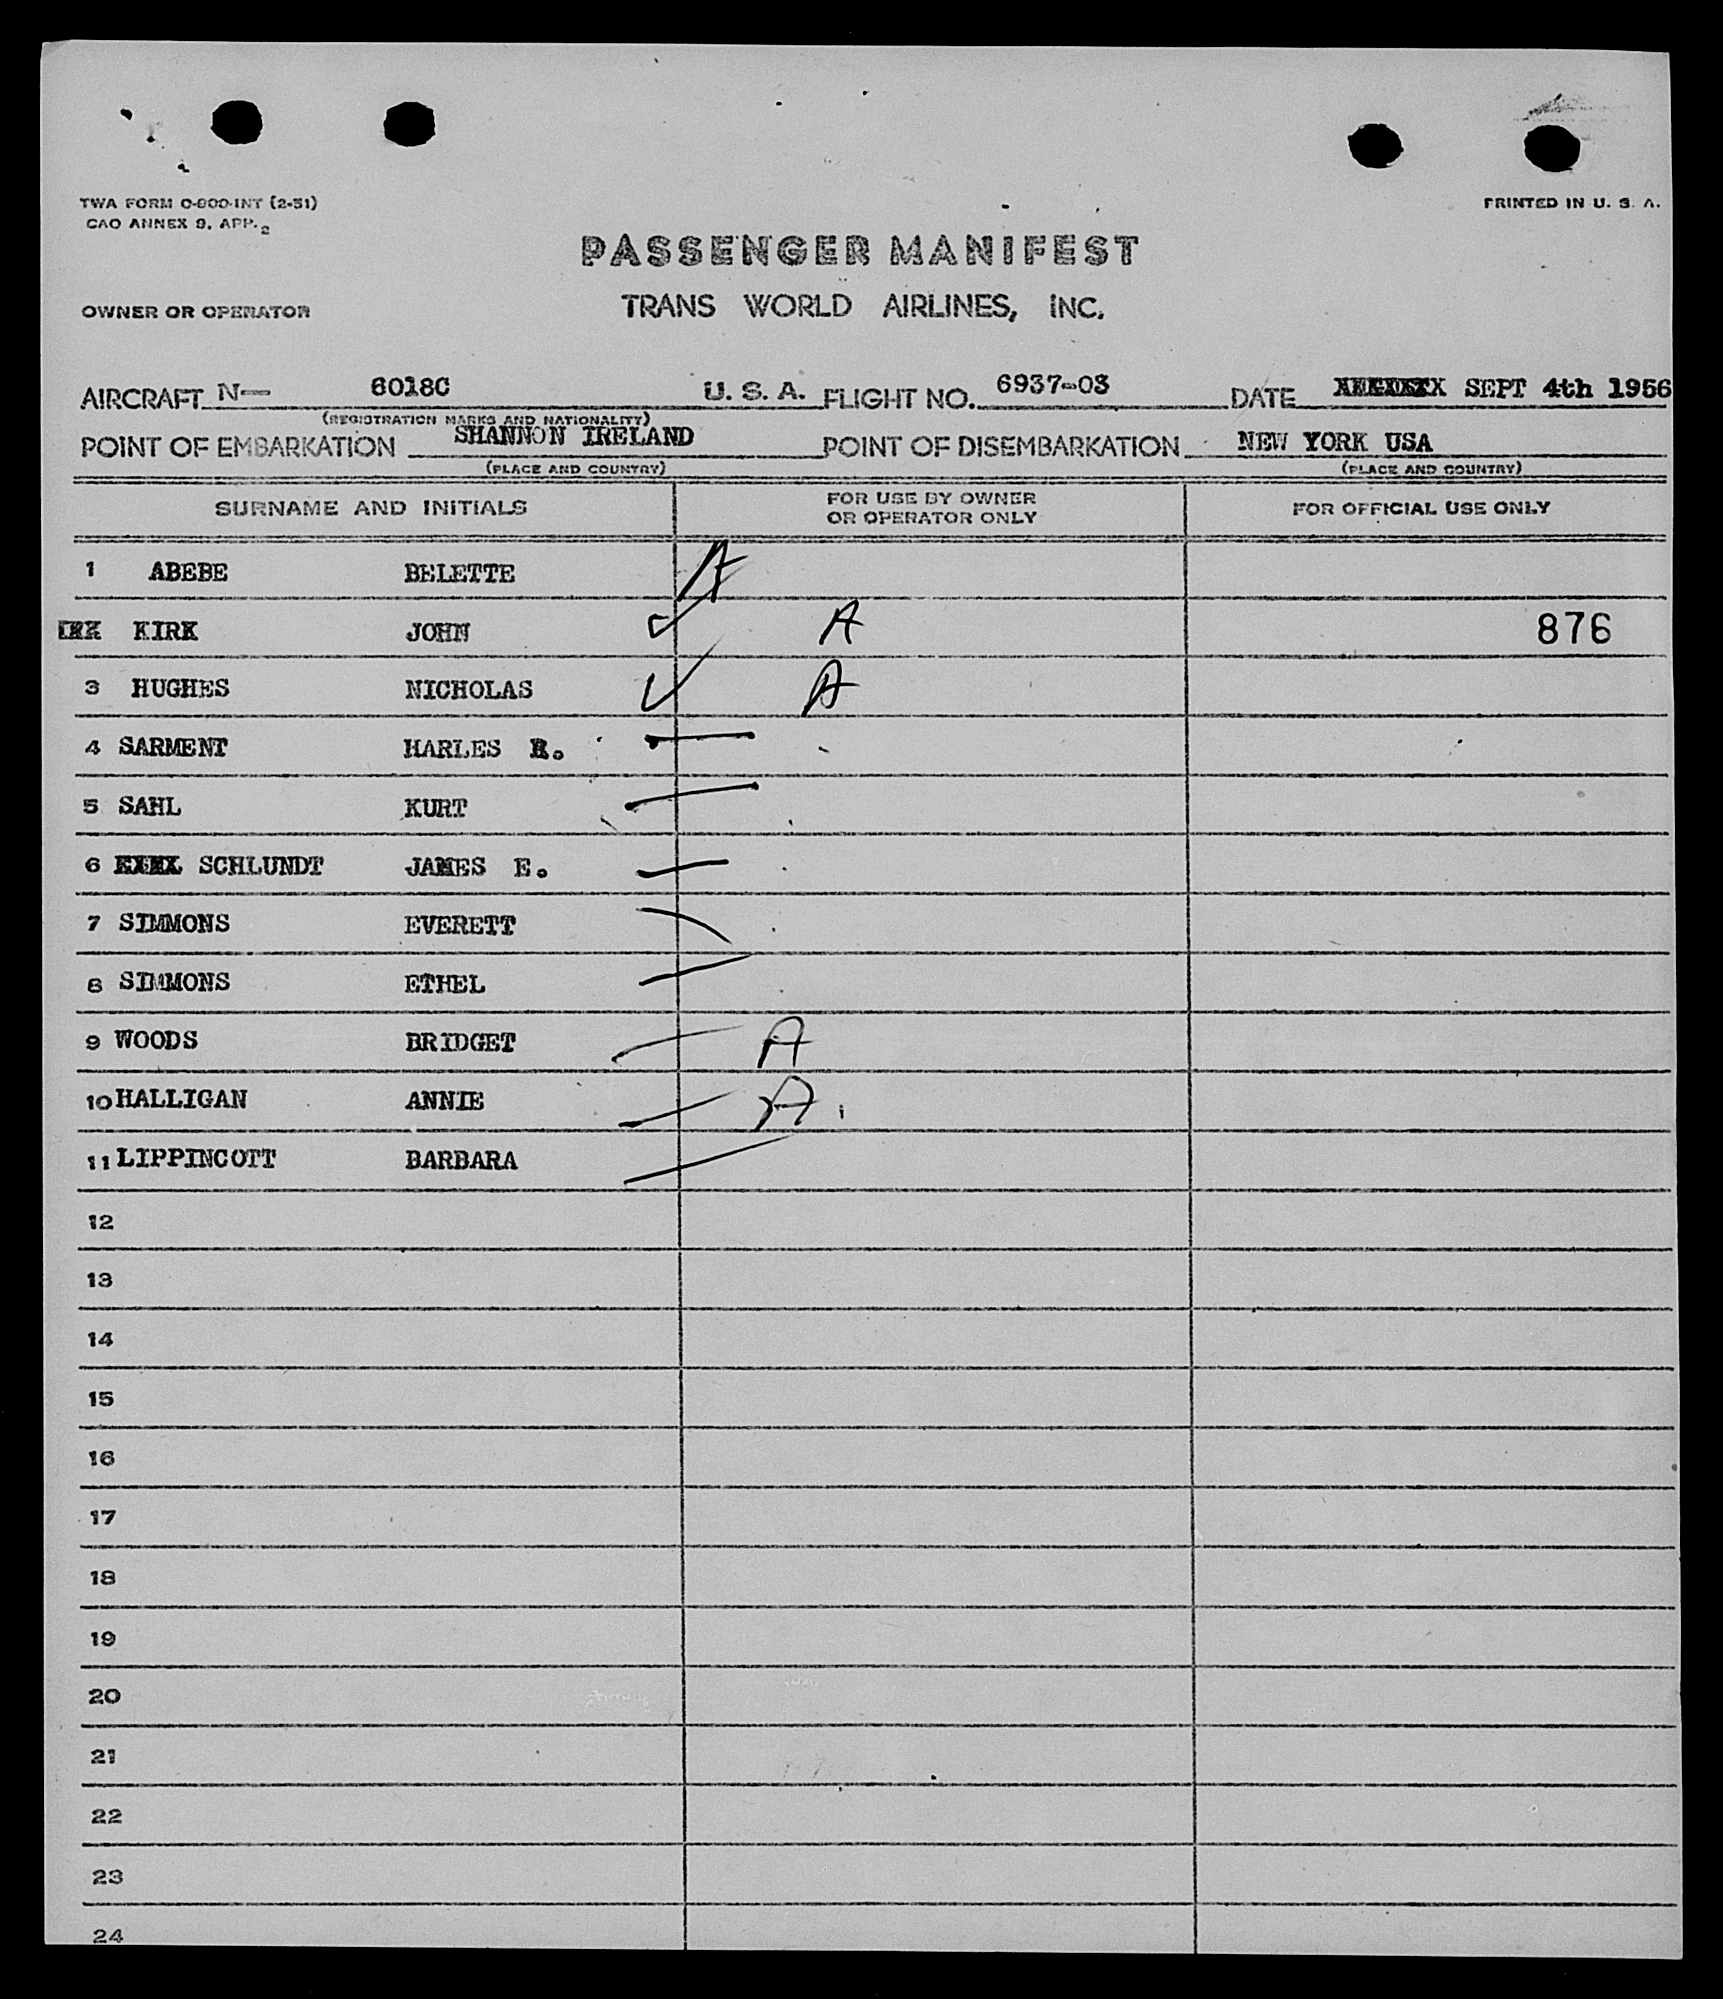 TWA FORM O-800-INT (2-51)
CAO ANNEX 9, APP. 2
PRINTED IN U. S. A.
PASSENGER MANIFEST
OWNER OR OPERATOR
TRANS WORLD AIRLINES, INC.
AIRCRAFT N— 6018C U. S. A. FLIGHT NO. 6937-03 DATE SEPT 4th 1956
(REGISTRATION MARKS AND NATIONALITY)
POINT OF EMBARKATION SHANNON IRELAND POINT OF DISEMBARKATION NEW YORK USA
(PLACE AND COUNTRY) (PLACE AND COUNTRY)
SURNAME AND INITIALS FOR USE BY OWNER OR OPERATOR ONLY FOR OFFICIAL USE ONLY
1 ABEBE BELETTE A
KIRK JOHN A 876
3 HUGHES NICHOLAS A
4 SARMENT HARLES R.
5 SAHL KURT
6 SCHLUNDT JAMES E.
7 SIMMONS EVERETT
8 SIMMONS ETHEL
9 WOODS BRIDGET A
10 HALLIGAN ANNIE A
11 LIPPINCOTT BARBARA
12
13
14
15
16
17
18
19
20
21
22
23
24